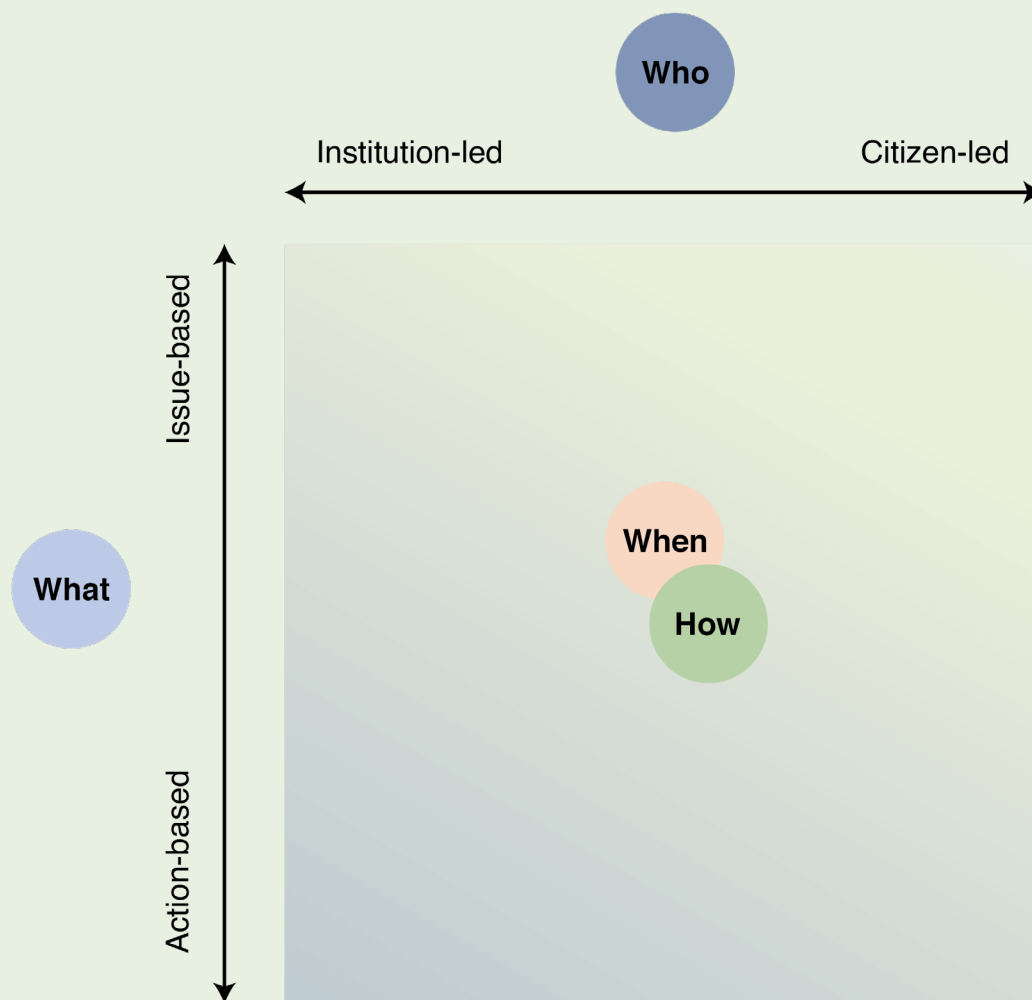 Who
Institution-led
Citizen-led
Issue-based
When
What
How
Action-based